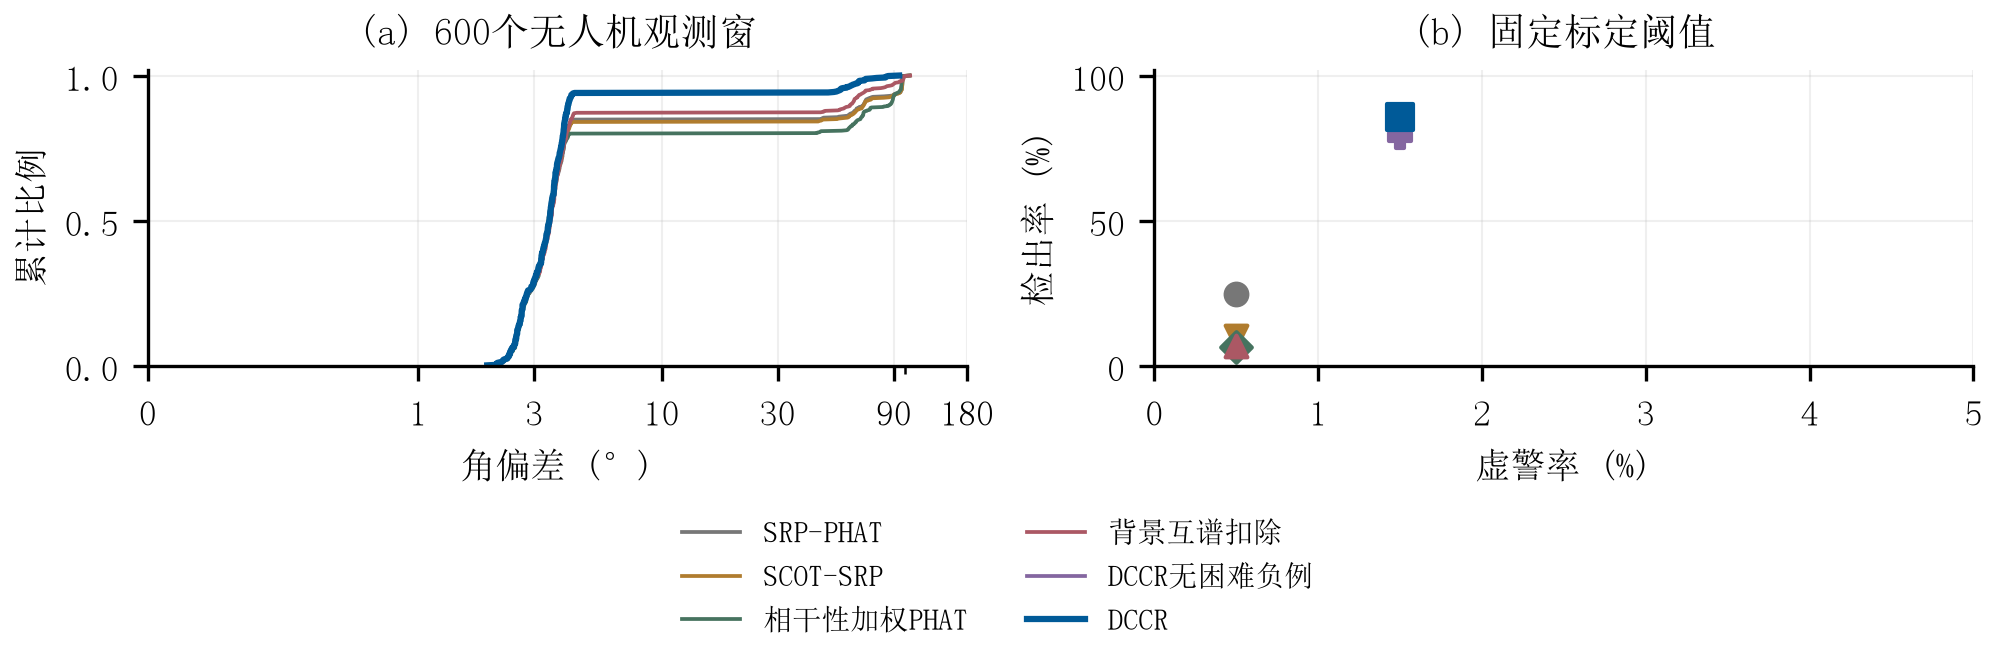 (a) 600个无人机观测窗
1.0
0.5
0.0
累计比例
0 1 3 10 30 90 180
角偏差 (°)
(b) 固定标定阈值
100
50
0
检出率 (%)
0 1 2 3 4 5
虚警率 (%)
SRP-PHAT
SCOT-SRP
相干性加权PHAT
背景互谱扣除
DCCR无困难负例
DCCR